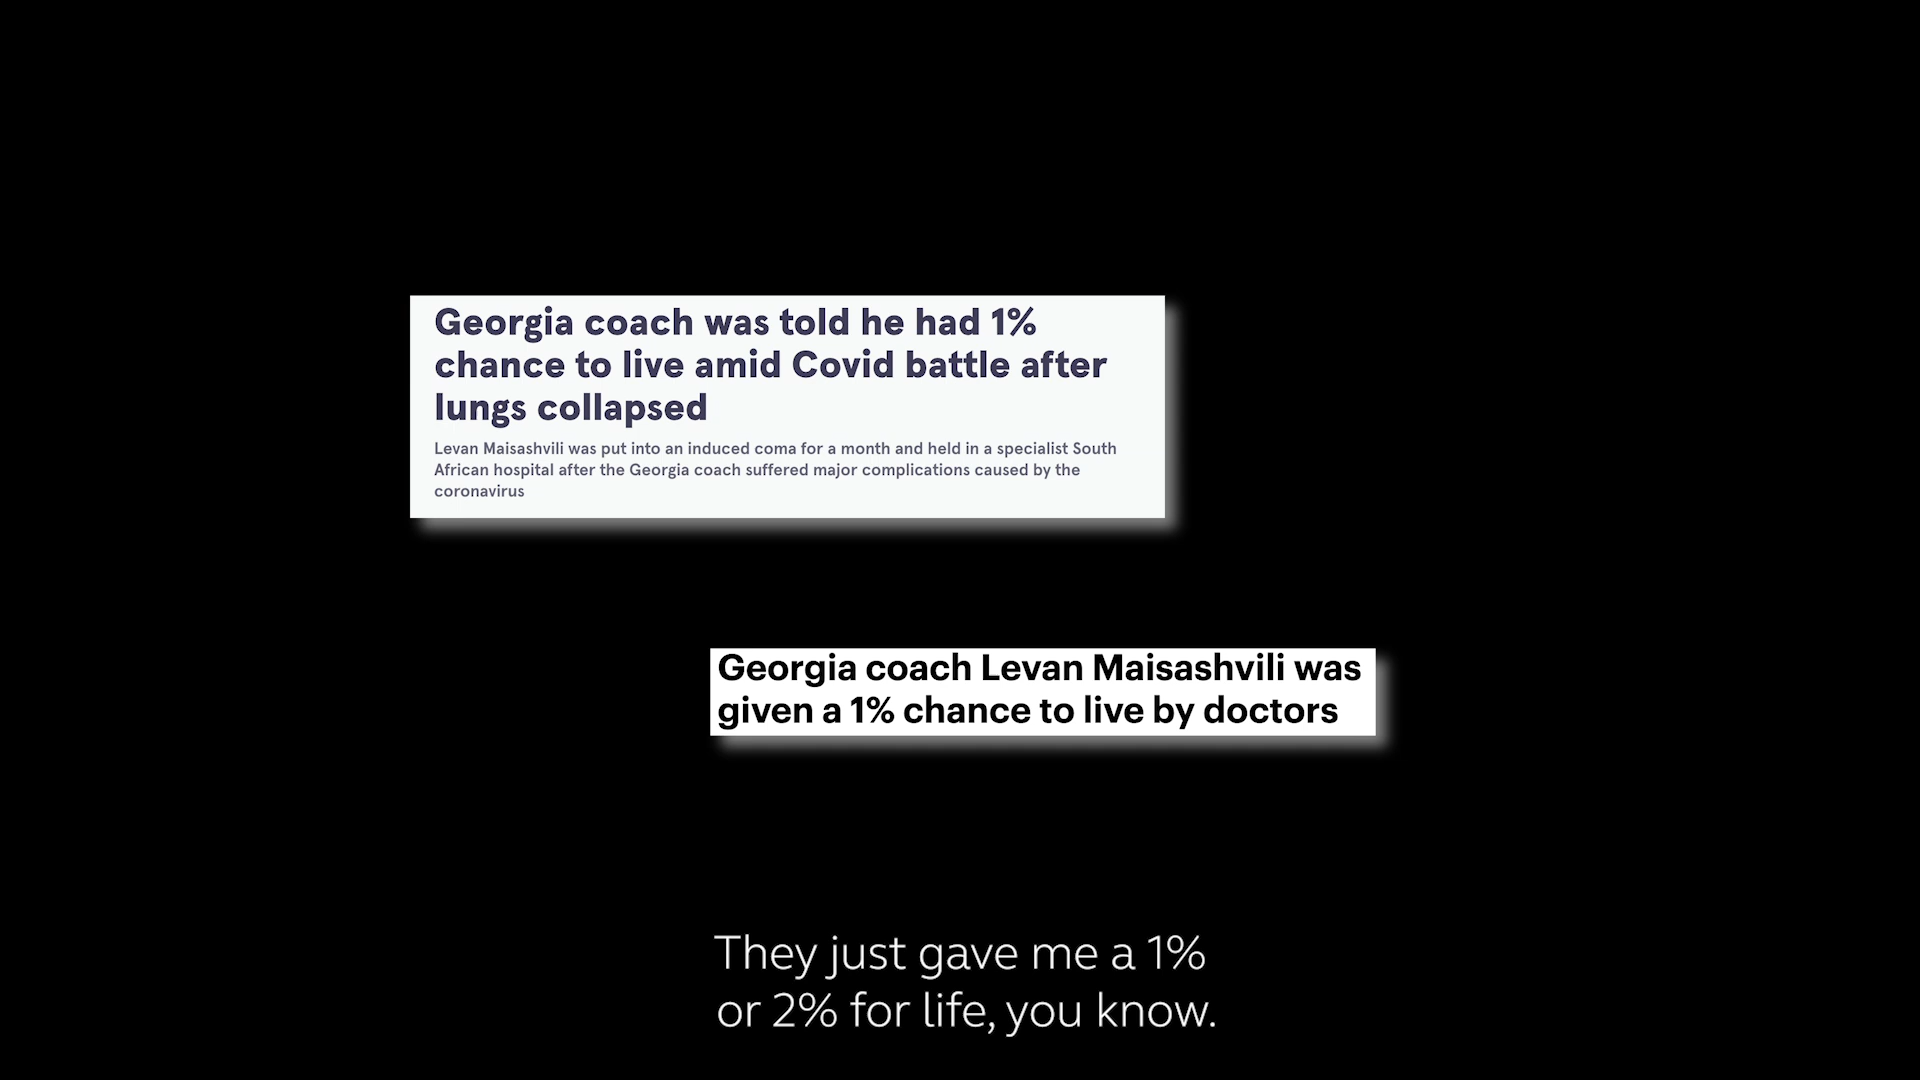 Georgia coach was told he had 1%
chance to live amid Covid battle after
lungs collapsed
Levan Maisashvili was put into an induced coma for a month and held in a specialist South
African hospital after the Georgia coach suffered major complications caused by the
coronavirus
Georgia coach Levan Maisashvili was
given a 1% chance to live by doctors
They just gave me a 1%
or 2% for life, you know.